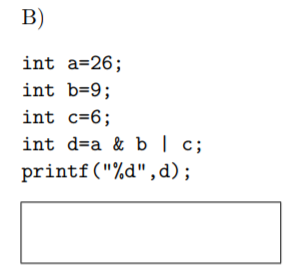 B)
int a=26;
int b=9;
int c=6;
int d=a & b | c;
printf("%d",d);